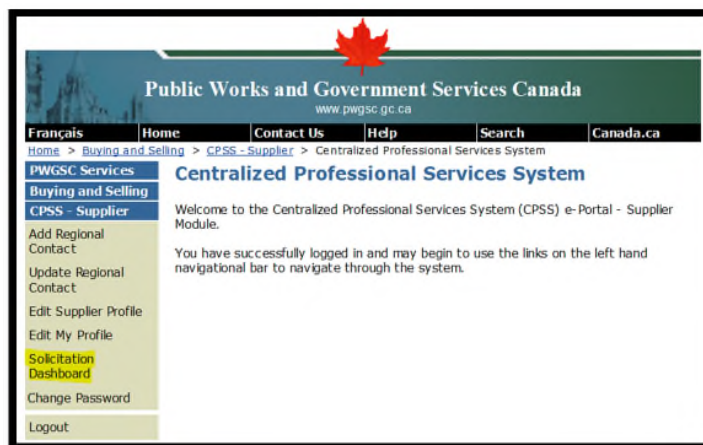 Public Works and Government Services Canada
www.pwgsc.gc.ca
Français Home Contact Us Help Search Canada.ca
Home > Buying and Selling > CPSS - Supplier > Centralized Professional Services System
PWGSC Services
Buying and Selling
CPSS - Supplier
Add Regional
Contact
Update Regional
Contact
Edit Supplier Profile
Edit My Profile
Solicitation
Dashboard
Change Password
Logout
Centralized Professional Services System
Welcome to the Centralized Professional Services System (CPSS) e-Portal - Supplier
Module.
You have successfully logged in and may begin to use the links on the left hand
navigational bar to navigate through the system.